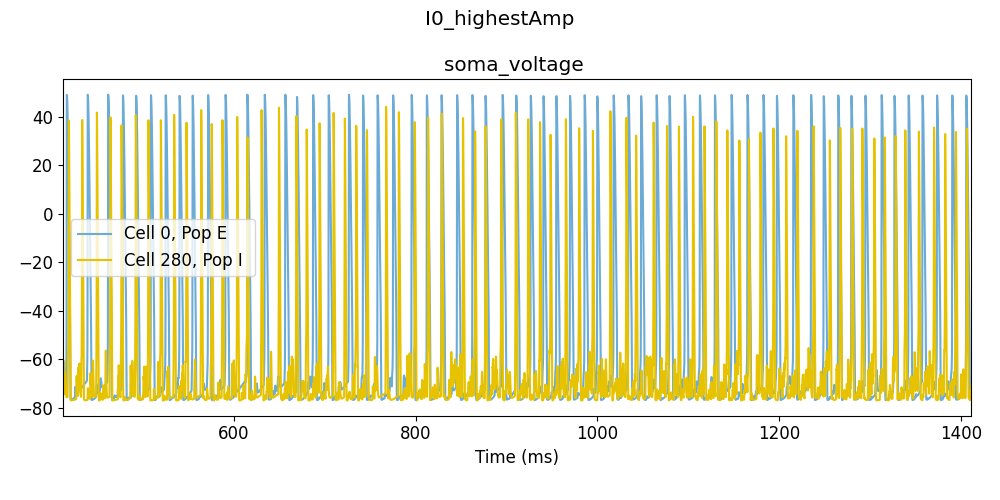 I0_highestAmp
soma_voltage
40
20
0
−20
−40
−60
−80
Cell 0, Pop E
Cell 280, Pop I
600
800
1000
1200
1400
Time (ms)